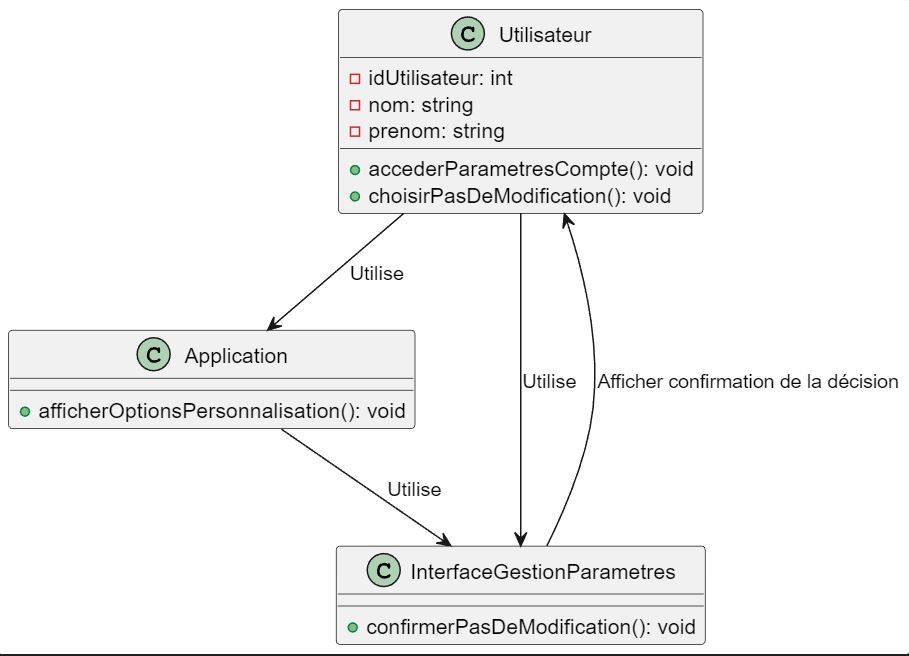 C Utilisateur
idUtilisateur: int
nom: string
prenom: string
accederParametresCompte(): void
choisirPasDeModification(): void
Utilise
C Application
afficherOptionsPersonnalisation(): void
Utilise
Afficher confirmation de la décision
Utilise
C InterfaceGestionParametres
confirmerPasDeModification(): void